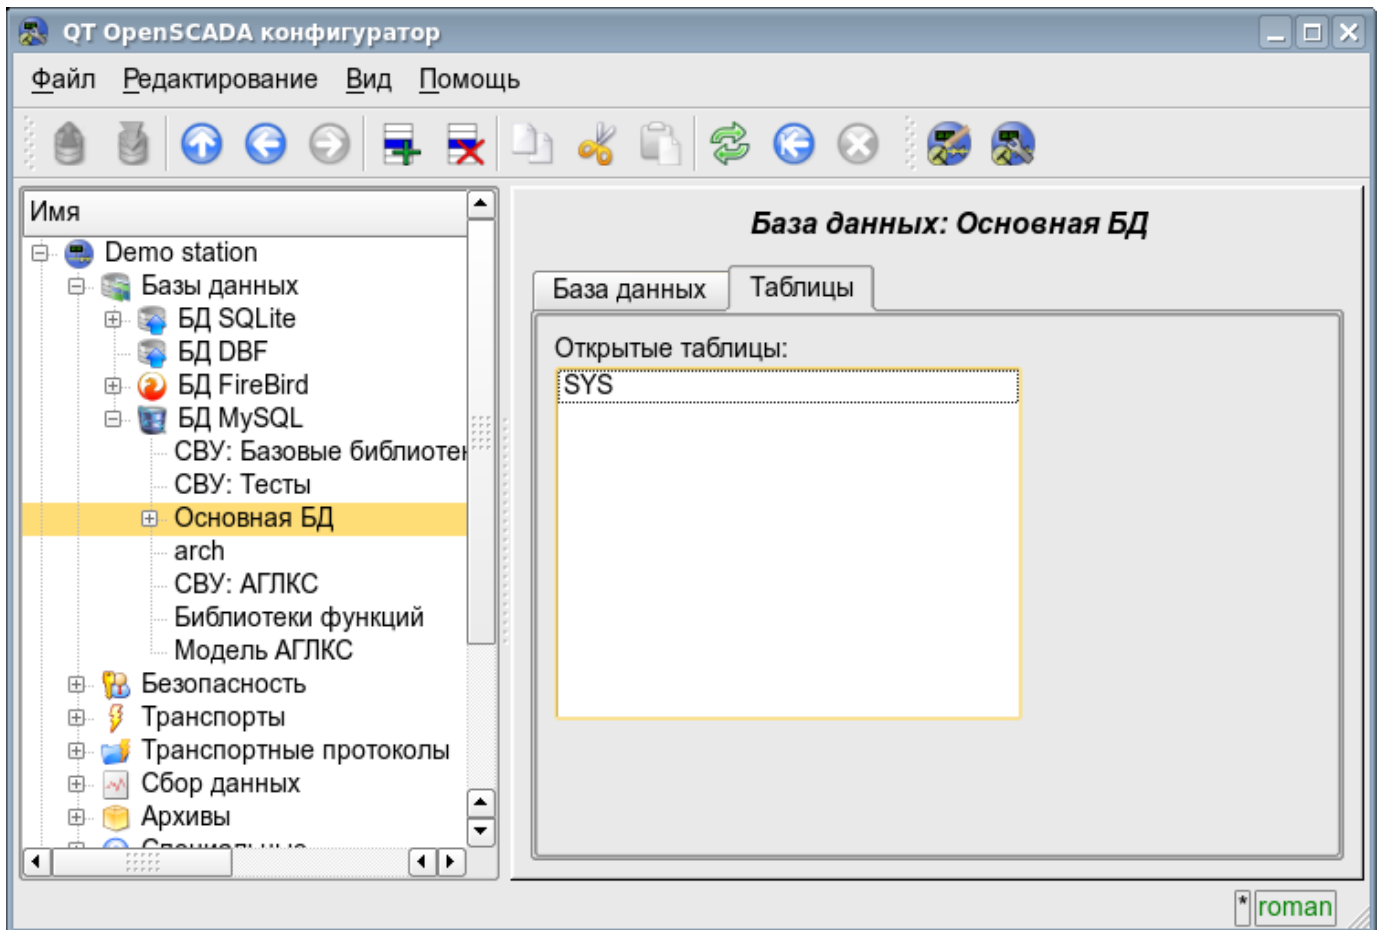 QT OpenSCADA конфигуратор
Файл Редактирование Вид Помощь
Имя
Demo station
Базы данных
БД SQLite
БД DBF
БД FireBird
БД MySQL
СВУ: Базовые библиотек
СВУ: Тесты
Основная БД
arch
СВУ: АГЛКС
Библиотеки функций
Модель АГЛКС
Безопасность
Транспорты
Транспортные протоколы
Сбор данных
Архивы
Специальные
База данных: Основная БД
База данных Таблицы
Открытые таблицы:
SYS
* roman